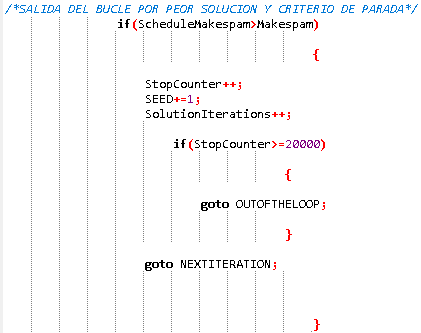 /*SALIDA DEL BUCLE POR PEOR SOLUCION Y CRITERIO DE PARADA*/
if(ScheduleMakespam>Makespam)
{
StopCounter++;
SEED+=1;
SolutionIterations++;
if(StopCounter>=20000)
{
goto OUTOFTHELOOP;
}
goto NEXTITERATION;
}